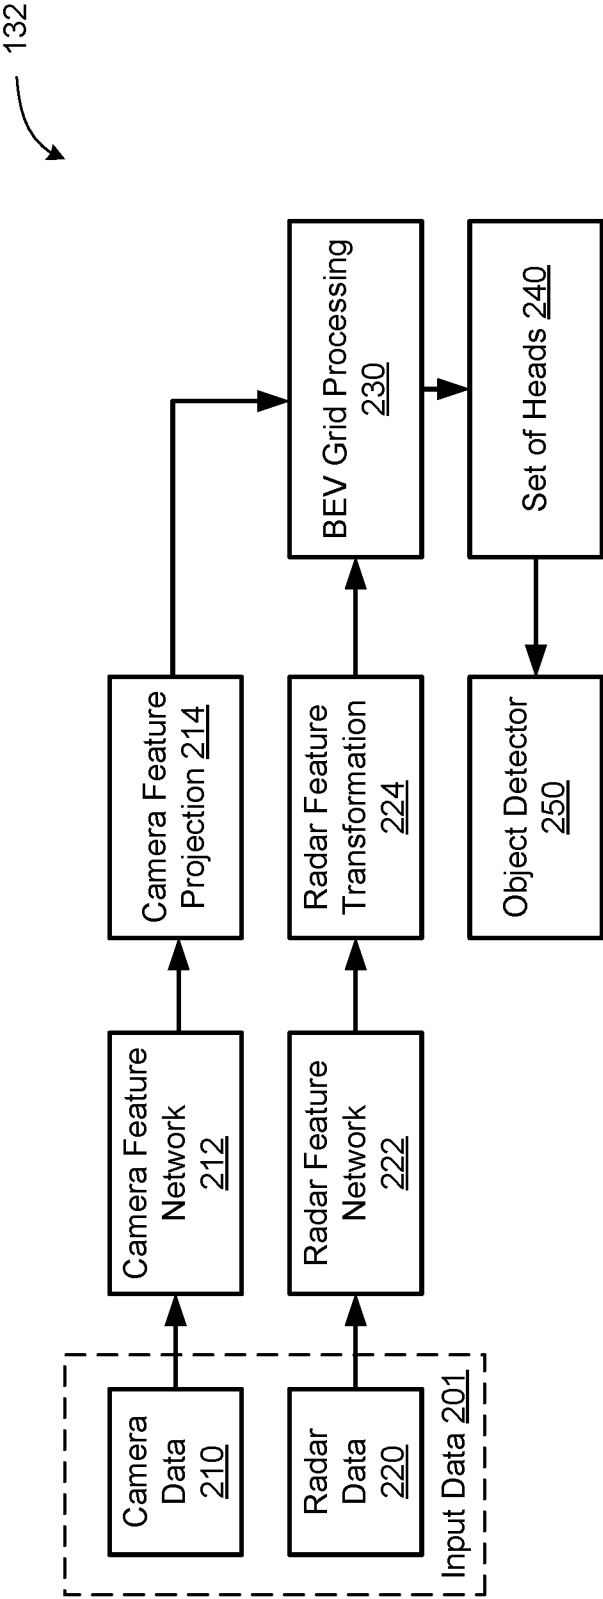 132
Camera
Data
210
Camera Feature
Network
212
Camera Feature
Projection 214
Radar
Data
220
Radar Feature
Network
222
Radar Feature
Transformation
224
BEV Grid Processing
230
Input Data 201
Object Detector
250
Set of Heads 240